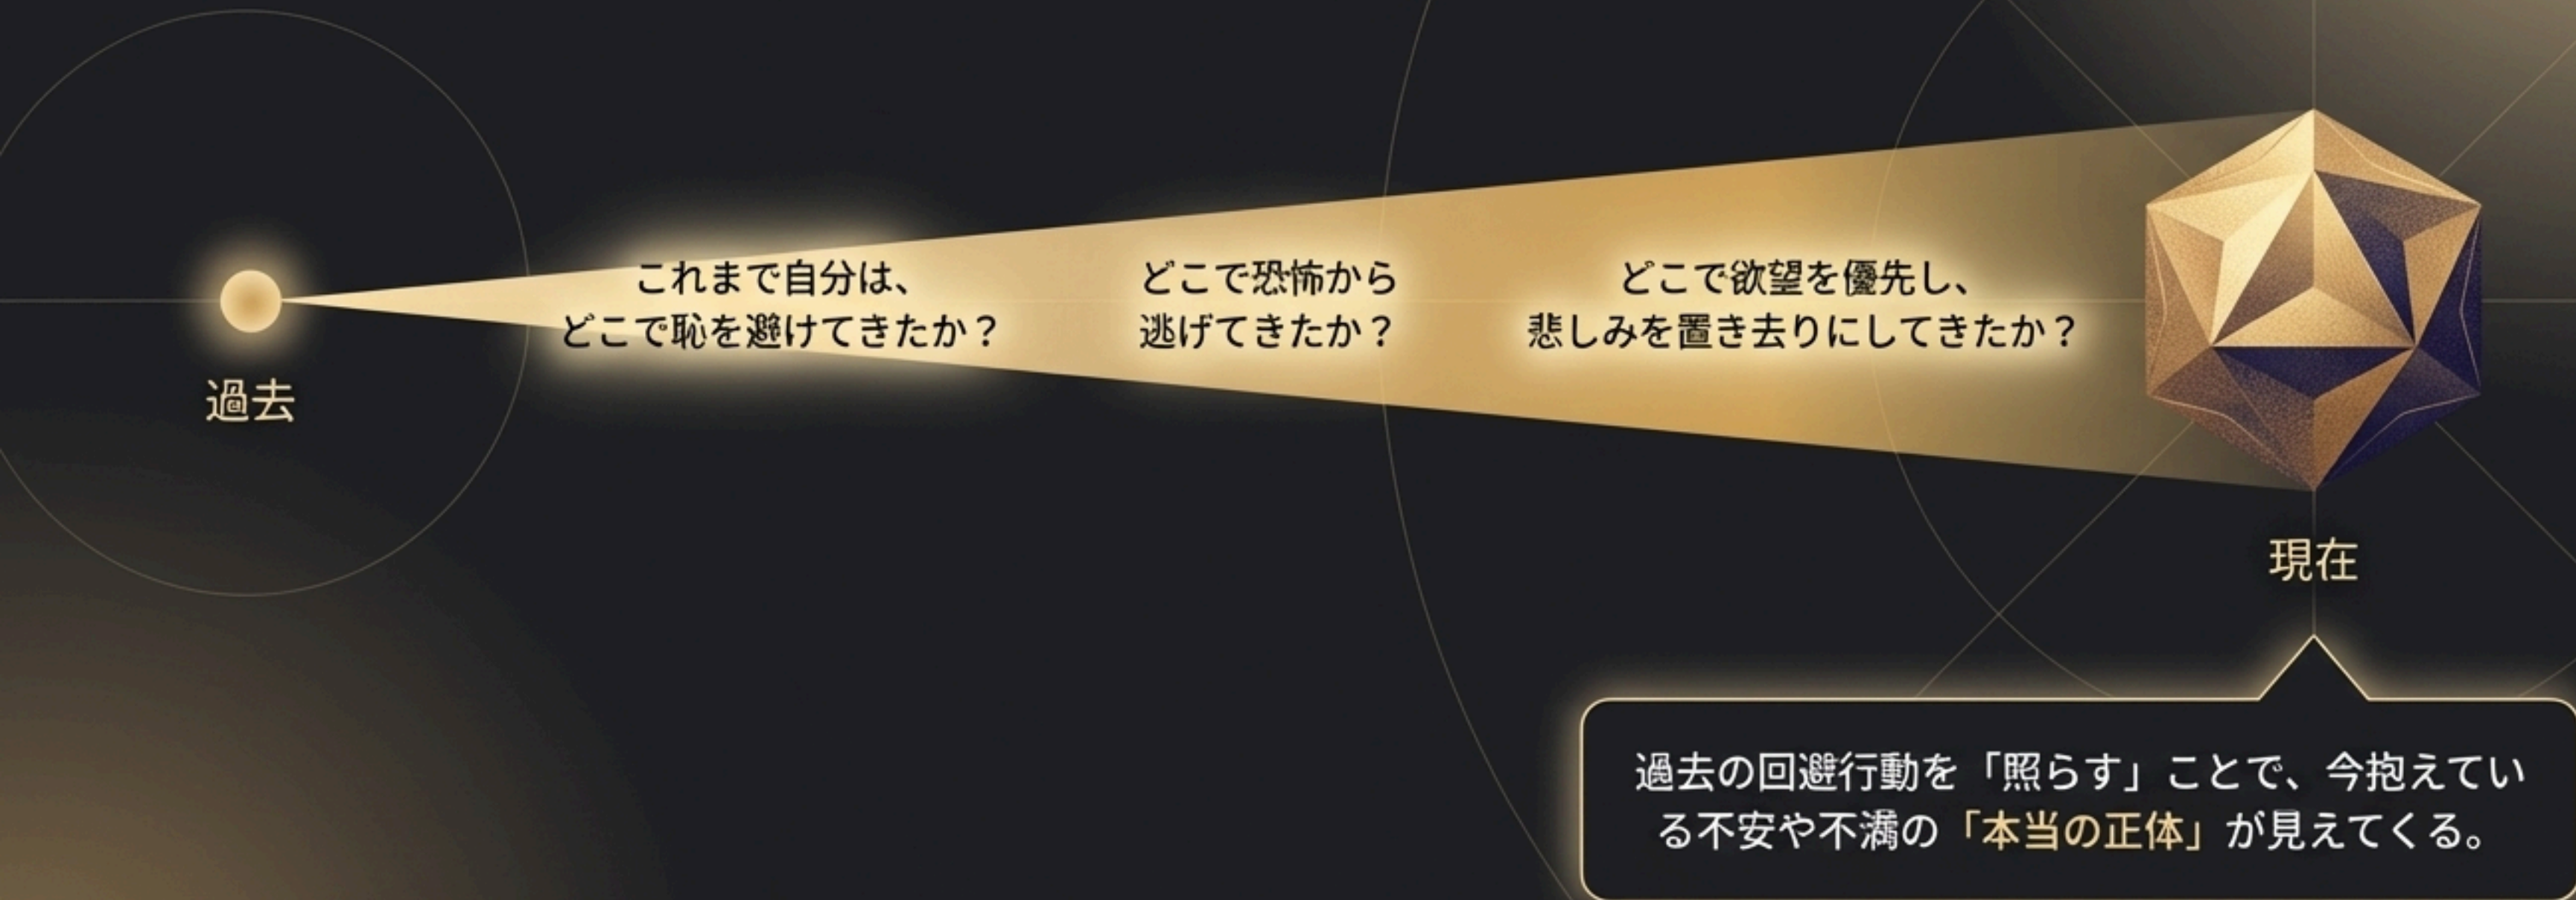 これまで自分は、
どこで恥を避けてきたか？
どこで恐怖から
逃げてきたか？
どこで欲望を優先し、
悲しみを置き去りにしてきたか？
過去
現在
過去の回避行動を「照らす」ことで、今抱えてい
る不安や不満の「本当の正体」が見えてくる。